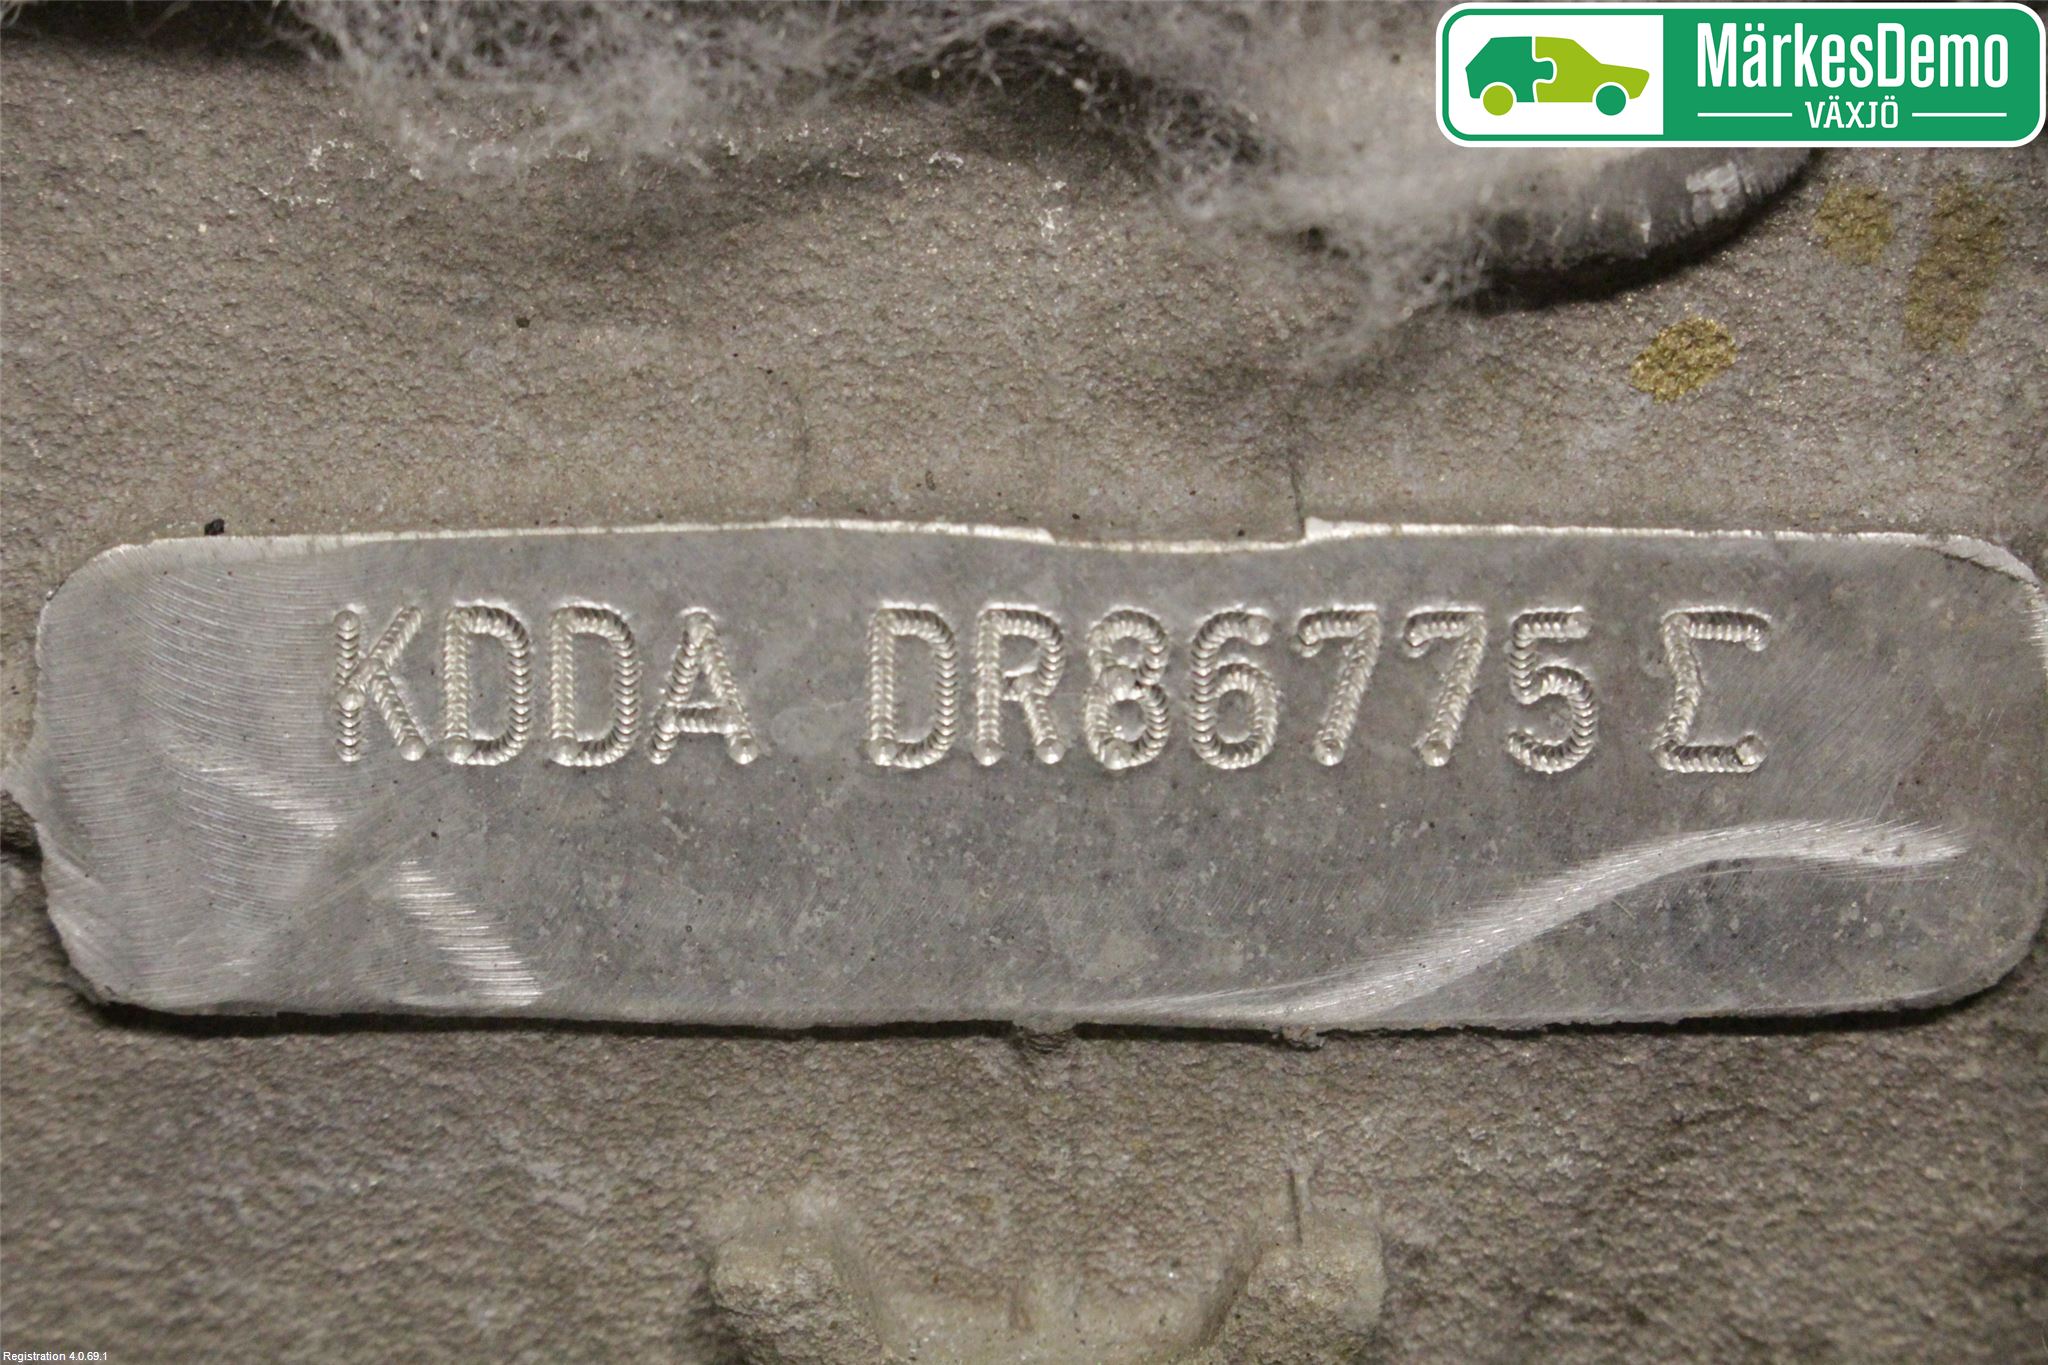 MärkesDemo
VÄXJÖ
KDDA DR86775 Σ
Registration 4.0.69.1